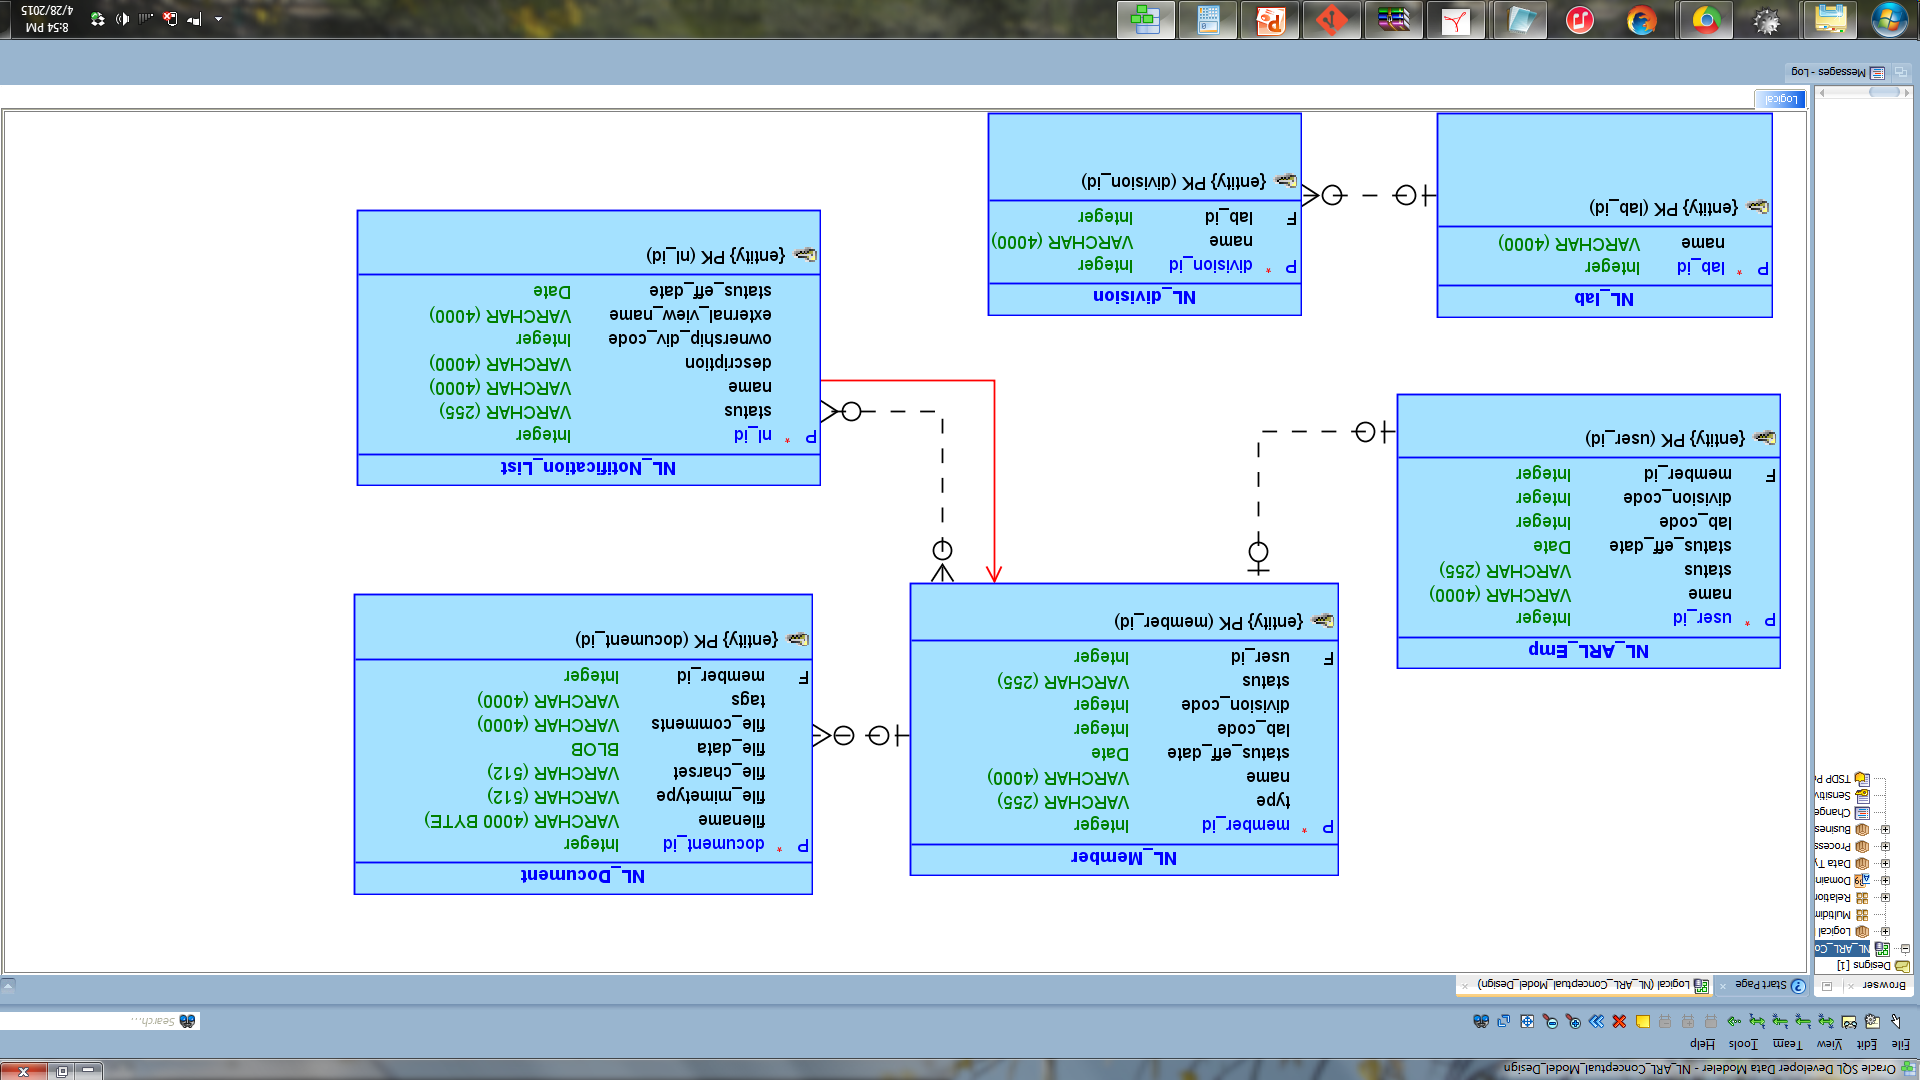 Oracle SQL Developer Data Modeler - NL_ARL_Conceptual_Model_Design
File Edit View Team Tools Help
Search...
Browser
Start Page
Logical (NL_ARL_Conceptual_Model_Design)
Designs [1]
NL_ARL_Co
Logical
Multidim
Relation
Domain
Data Ty
Process
Busines
Change
Sensitiv
TSDP Po
NL_Document
P * document_id Integer
filename VARCHAR (4000 BYTE)
file_mimetype VARCHAR (512)
file_charset VARCHAR (512)
file_data BLOB
file_comments VARCHAR (4000)
tags VARCHAR (4000)
F member_id Integer
{entity} PK (document_id)
NL_Member
P * member_id Integer
type VARCHAR (255)
name VARCHAR (4000)
status_eff_date Date
lab_code Integer
division_code Integer
status VARCHAR (255)
F user_id Integer
{entity} PK (member_id)
NL_ARL_Emp
P * user_id Integer
name VARCHAR (4000)
status VARCHAR (255)
status_eff_date Date
lab_code Integer
division_code Integer
F member_id Integer
{entity} PK (user_id)
NL_Notification_List
P * nl_id Integer
status VARCHAR (255)
name VARCHAR (4000)
description VARCHAR (4000)
ownership_div_code Integer
external_view_name VARCHAR (4000)
status_eff_date Date
{entity} PK (nl_id)
NL_lab
P * lab_id Integer
name VARCHAR (4000)
{entity} PK (lab_id)
NL_division
P * division_id Integer
name VARCHAR (4000)
F lab_id Integer
{entity} PK (division_id)
Logical
Messages - Log
8:54 PM
4/28/2015